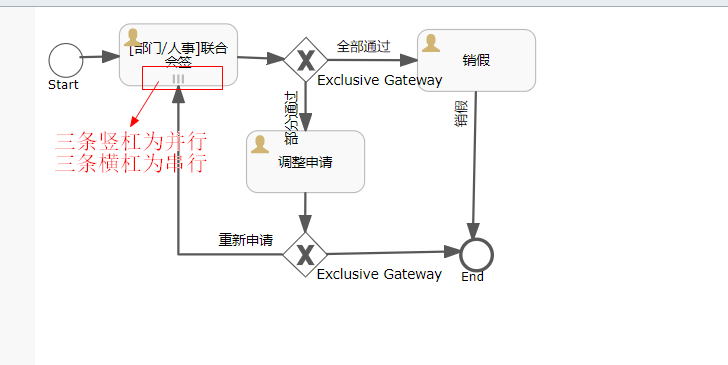 [部门/人事]联合
会签
Start
全部通过
Exclusive Gateway
销假
部分通过
销假
三条竖杠为并行
三条横杠为串行
调整申请
重新申请
Exclusive Gateway
End